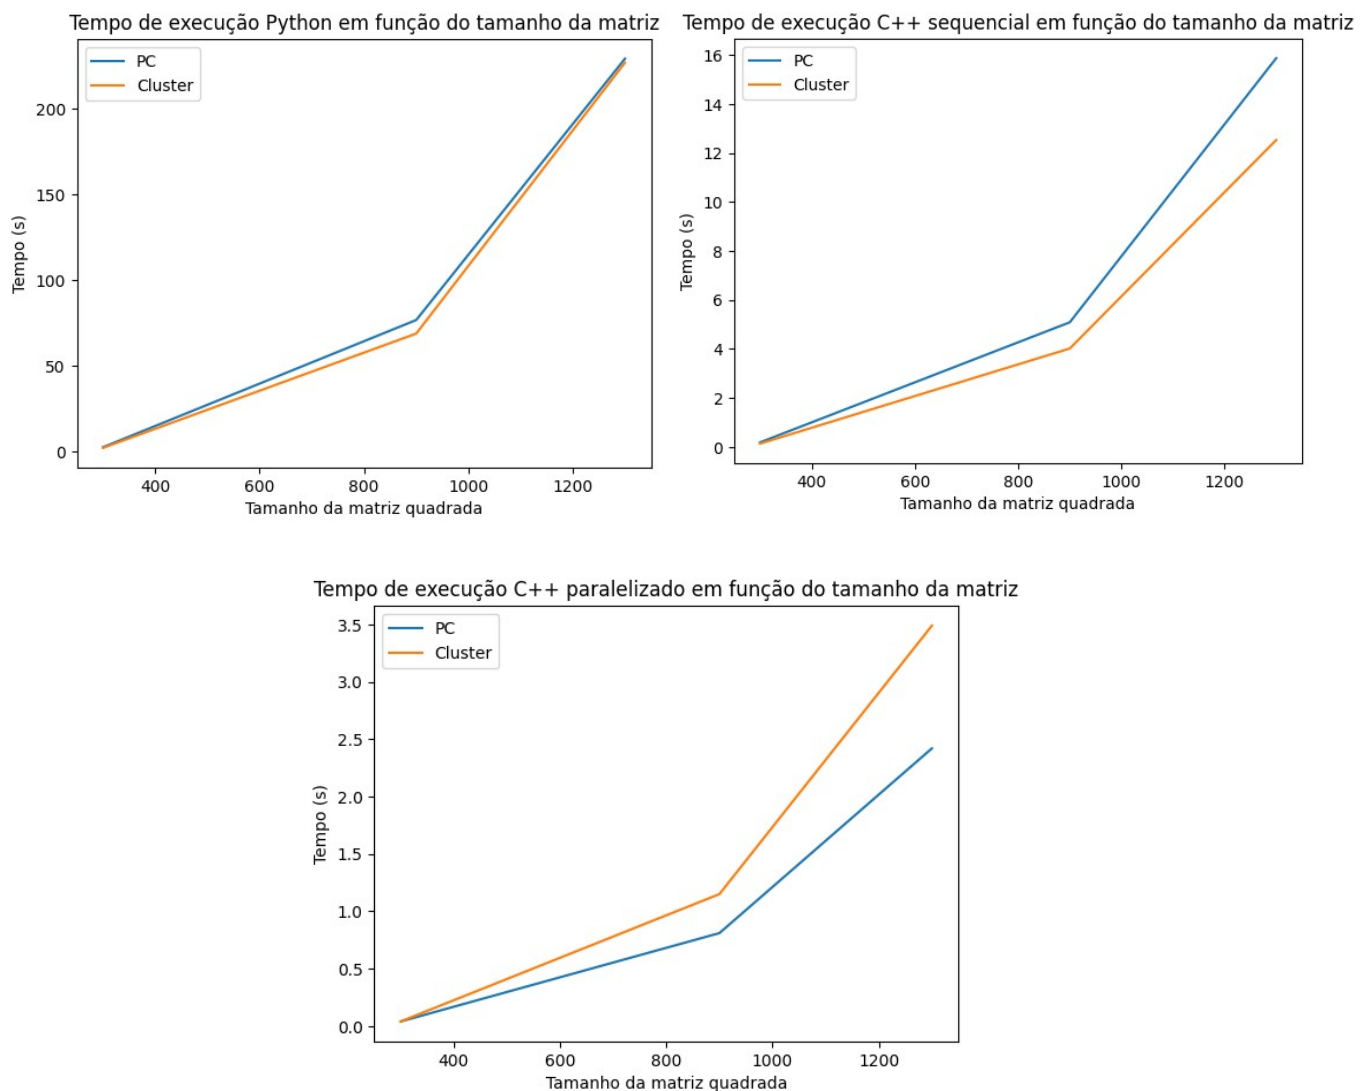 Tempo de execução Python em função do tamanho da matriz
PC
Cluster
200
150
100
50
0
Tempo (s)
400 600 800 1000 1200
Tamanho da matriz quadrada
Tempo de execução C++ sequencial em função do tamanho da matriz
PC
Cluster
16
14
12
10
8
6
4
2
0
Tempo (s)
400 600 800 1000 1200
Tamanho da matriz quadrada
Tempo de execução C++ paralelizado em função do tamanho da matriz
PC
Cluster
3.5
3.0
2.5
2.0
1.5
1.0
0.5
0.0
Tempo (s)
400 600 800 1000 1200
Tamanho da matriz quadrada